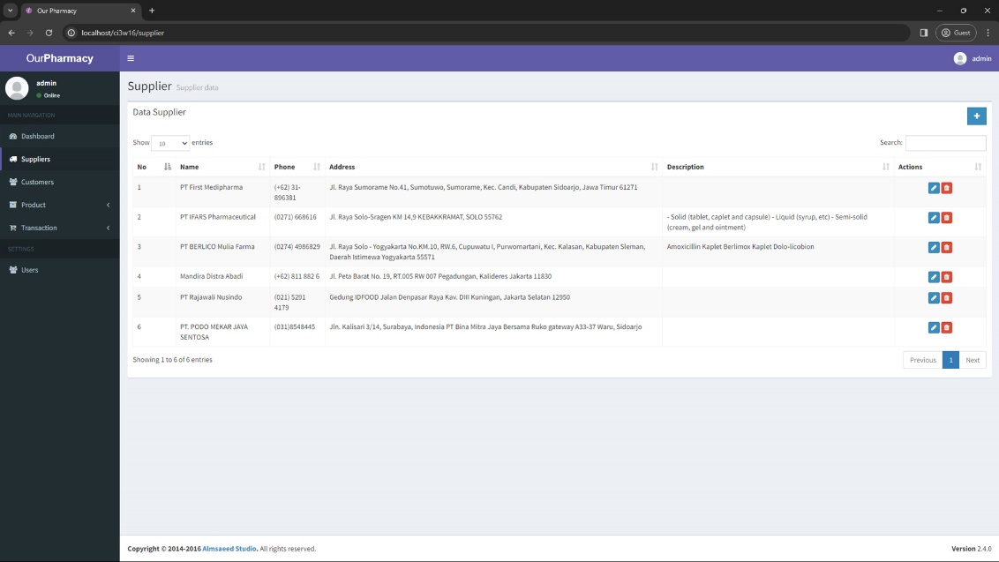 Our Pharmacy
localhost/ci3w16/supplier
Guest
OurPharmacy
admin
admin
Online
MAIN NAVIGATION
Dashboard
Suppliers
Customers
Product
Transaction
SETTINGS
Users
Supplier Supplier data
Data Supplier
Show 10 entries
Search:
No Name Phone Address Description Actions
1 PT First Medipharma (+62) 31- Jl. Raya Sumorame No.41, Sumotuwo, Sumorame, Kec. Candi, Kabupaten Sidoarjo, Jawa Timur 61271
896381
2 PT IFARS Pharmaceutical (0271) 668616 Jl. Raya Solo-Sragen KM 14,9 KEBAKKRAMAT, SOLO 55762 - Solid (tablet, caplet and capsule) - Liquid (syrup, etc) - Semi-solid
(cream, gel and ointment)
3 PT BERLICO Mulia Farma (0274) 4986829 Jl. Raya Solo - Yogyakarta No.KM.10, RW.6, Cupuwatu I, Purwomartani, Kec. Kalasan, Kabupaten Sleman, Amoxicillin Kaplet Berlimox Kaplet Dolo-licobion
Daerah Istimewa Yogyakarta 55571
4 Mandira Distra Abadi (+62) 811 882 6 Jl. Peta Barat No. 19, RT.005 RW 007 Pegadungan, Kalideres Jakarta 11830
5 PT Rajawali Nusindo (021) 5291 Gedung IDFOOD Jalan Denpasar Raya Kav. DIII Kuningan, Jakarta Selatan 12950
4179
6 PT. PODO MEKAR JAYA (031)8548445 Jln. Kalisari 3/14, Surabaya, Indonesia PT Bina Mitra Jaya Bersama Ruko gateway A33-37 Waru, Sidoarjo
SENTOSA
Showing 1 to 6 of 6 entries
Previous 1 Next
Copyright © 2014-2016 Almsaeed Studio. All rights reserved.
Version 2.4.0